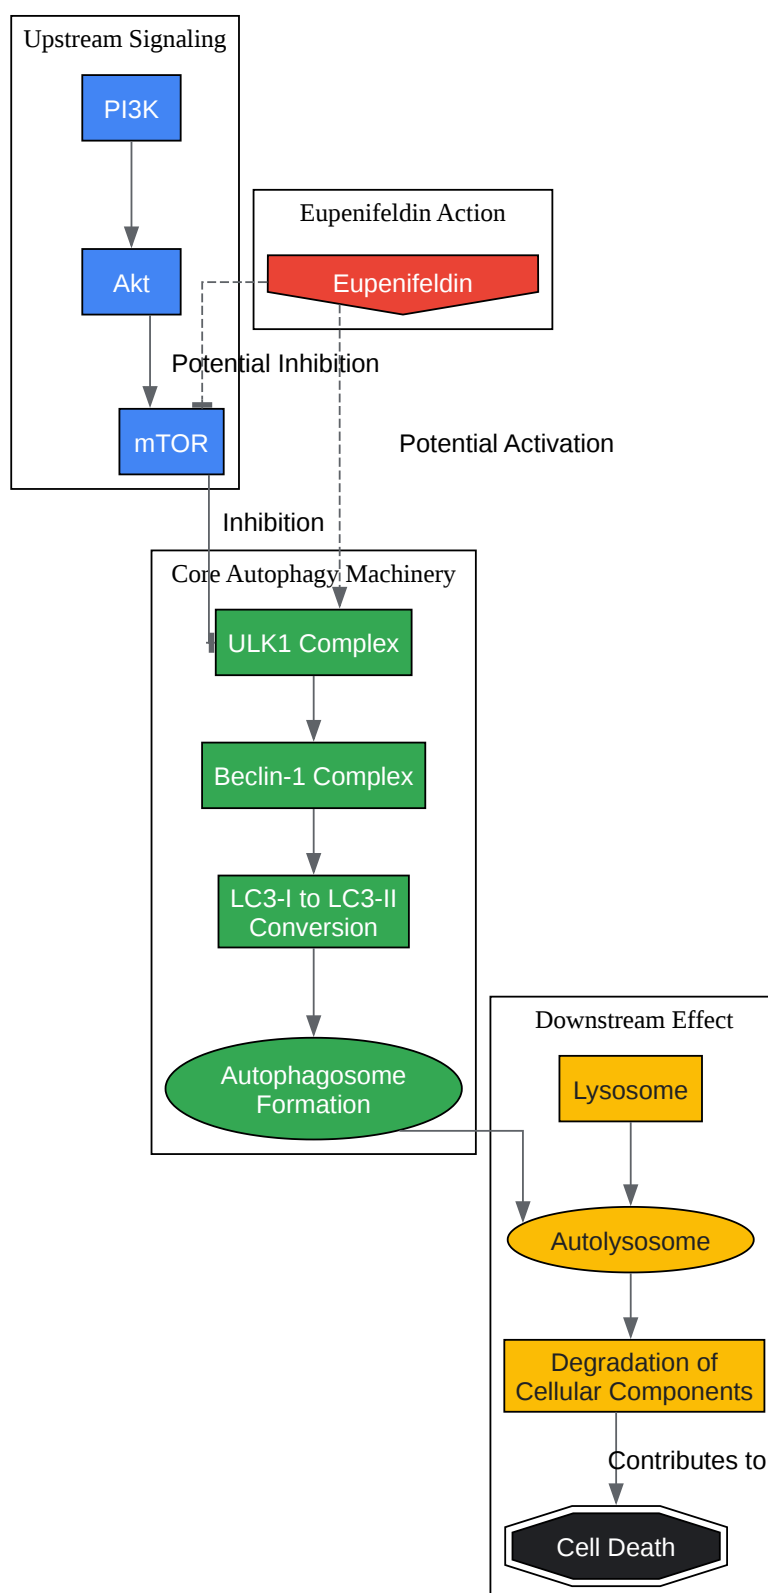 Upstream Signaling
PI3K
Akt
Eupenifeldin Action
Eupenifeldin
Potential Inhibition
mTOR
Potential Activation
Inhibition
Core Autophagy Machinery
ULK1 Complex
Beclin-1 Complex
LC3-I to LC3-II
Conversion
Autophagosome
Formation
Downstream Effect
Lysosome
Autolysosome
Degradation of
Cellular Components
Contributes to
Cell Death